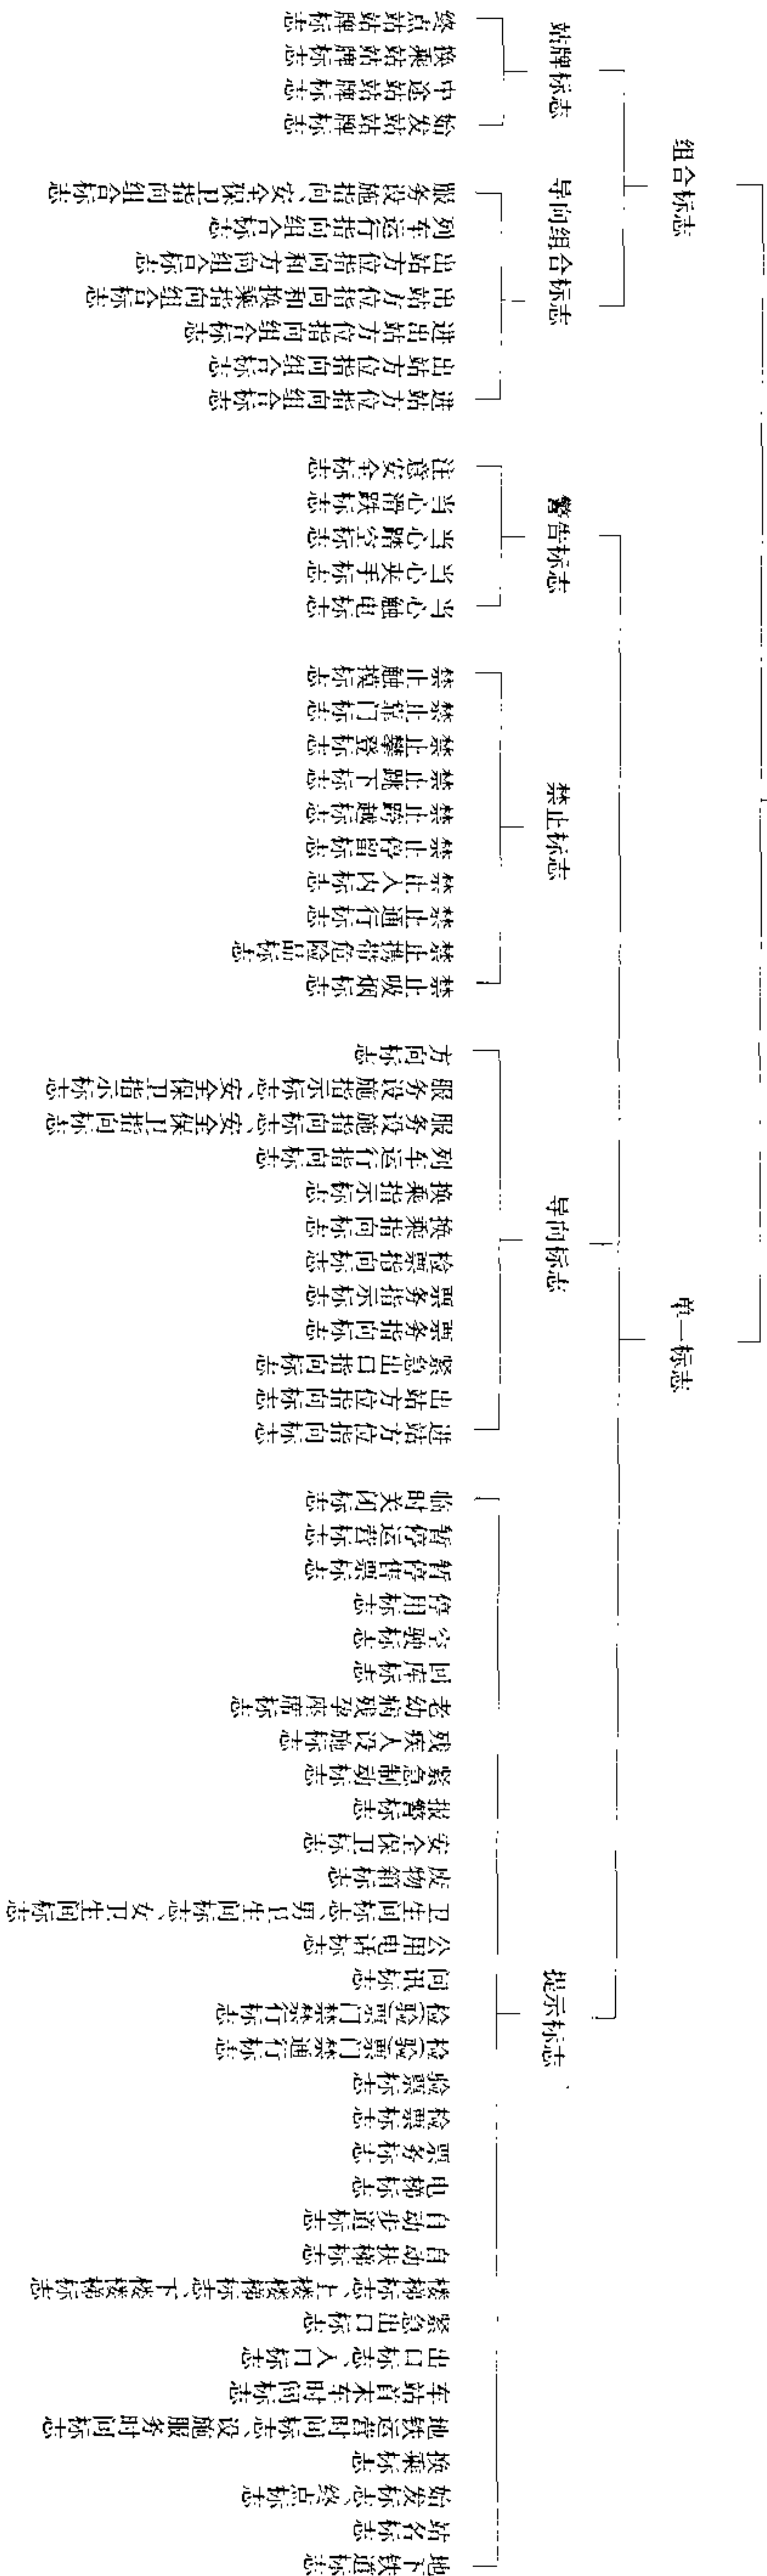 组合标志
单一标志
站牌标志
导向组合标志
警告标志
禁止标志
导向标志
提示标志
终点站站牌标志
换乘站站牌标志
中途站站牌标志
始发站站牌标志
服务设施指向、安全保卫指向组合标志
列车运行指向组合标志
出站方位指向和方向组合标志
出站方位指向和换乘指向组合标志
进出站方位指向组合标志
出站方位指向组合标志
进站方位指向组合标志
注意安全标志
当心滑跌标志
当心踏空标志
当心夹手标志
当心触电标志
禁止触摸标志
禁止靠门标志
禁止攀登标志
禁止跳下标志
禁止跨越标志
禁止停留标志
禁止入内标志
禁止通行标志
禁止携带危险品标志
禁止吸烟标志
方向标志
服务设施指示标志、安全保卫指示标志
服务设施指向标志、安全保卫指向标志
列车运行指向标志
换乘指示标志
换乘指向标志
检票指向标志
票务指示标志
票务指向标志
紧急出口指向标志
出站方位指向标志
进站方位指向标志
临时关闭标志
暂停运营标志
暂停售票标志
停用标志
空驶标志
回库标志
老幼病残孕座席标志
残疾人设施标志
紧急制动标志
报警标志
安全保卫标志
废物箱标志
卫生间标志、男卫生间标志、女卫生间标志
公用电话标志
问讯标志
检(验)票门禁行标志
检(验)票门禁通行标志
验票标志
检票标志
票务标志
电梯标志
自动步道标志
自动扶梯标志
楼梯标志、上楼楼梯标志、下楼楼梯标志
紧急出口标志
出口标志、入口标志
车站首末车时间标志
地铁运营时间标志、设施服务时间标志
换乘标志
始发标志、终点标志
站名标志
地下铁道标志